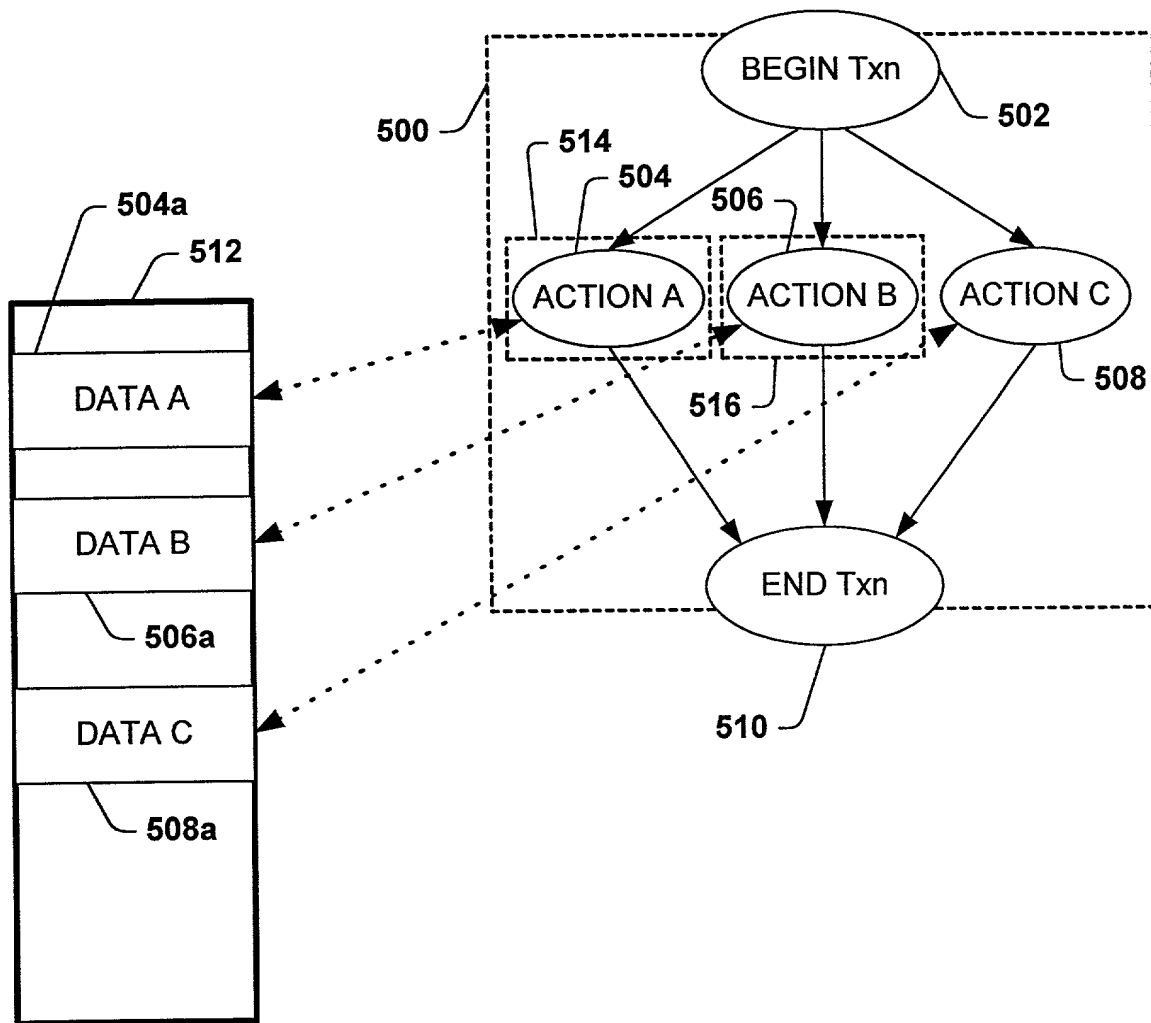 BEGIN Txn
500
502
514
504
506
504a
512
ACTION A
ACTION B
ACTION C
DATA A
516
508
DATA B
END Txn
506a
510
DATA C
508a